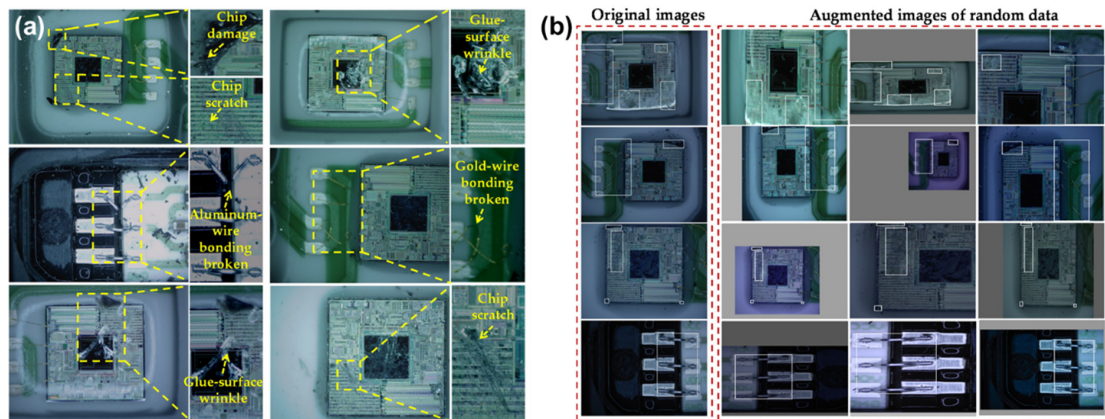 (a)
Chip
damage
Chip
scratch
Glue-
surface
wrinkle
Aluminum-
wire
bonding
broken
Gold-wire
bonding
broken
Glue-surface
wrinkle
Chip
scratch
(b)
Original images
Augmented images of random data